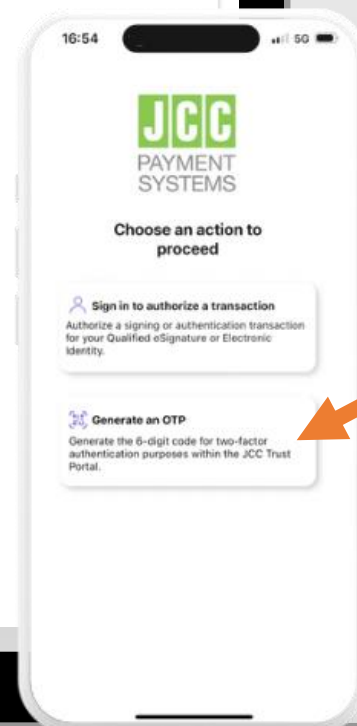 16:54
5G
JCC
PAYMENT
SYSTEMS
Choose an action to
proceed
Sign in to authorize a transaction
Authorize a signing or authentication transaction
for your Qualified eSignature or Electronic
Identity.
Generate an OTP
Generate the 6-digit code for two-factor
authentication purposes within the JCC Trust
Portal.